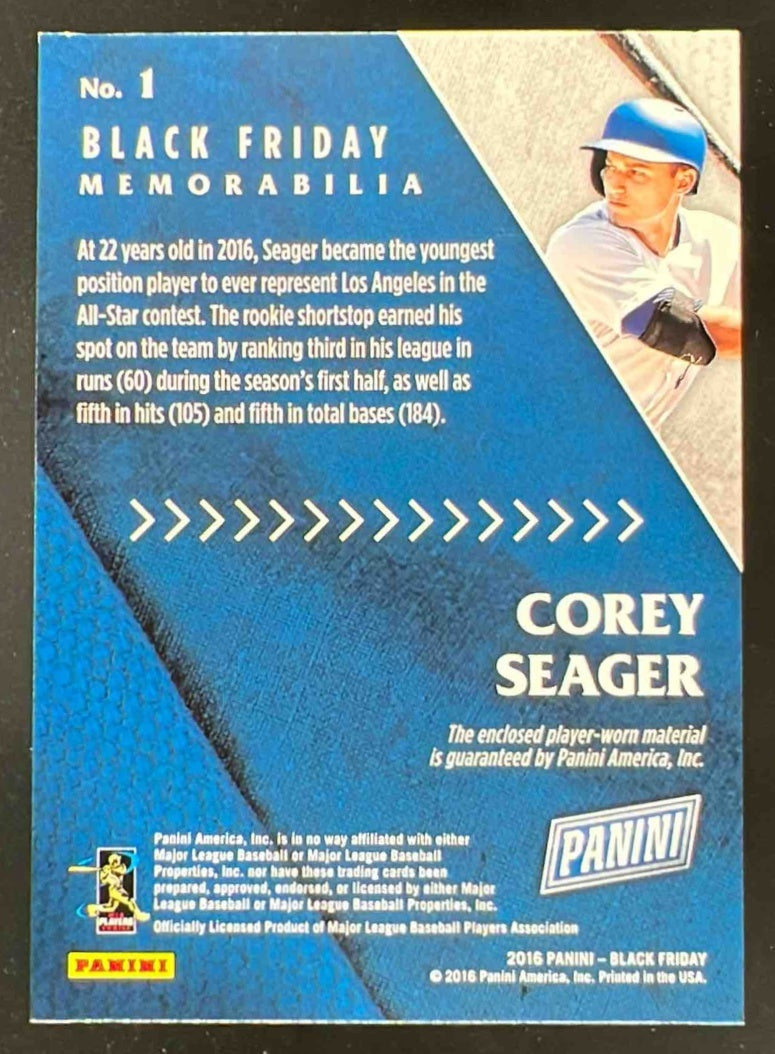 No. 1
BLACK FRIDAY
MEMORABILIA
At 22 years old in 2016, Seager became the youngest
position player to ever represent Los Angeles in the
All-Star contest. The rookie shortstop earned his
spot on the team by ranking third in his league in
runs (60) during the season's first half, as well as
fifth in hits (105) and fifth in total bases (184).
COREY
SEAGER
The enclosed player-worn material
is guaranteed by Panini America, Inc.
PANINI
Panini America, Inc. is in no way affiliated with either
Major League Baseball or Major League Baseball
Properties, Inc. nor have these trading cards been
prepared, approved, endorsed, or licensed by either Major
League Baseball or Major League Baseball Properties, Inc.
Officially Licensed Product of Major League Baseball Players Association
PLAYERS
PANINI
2016 PANINI – BLACK FRIDAY
© 2016 Panini America, Inc. Printed in the USA.